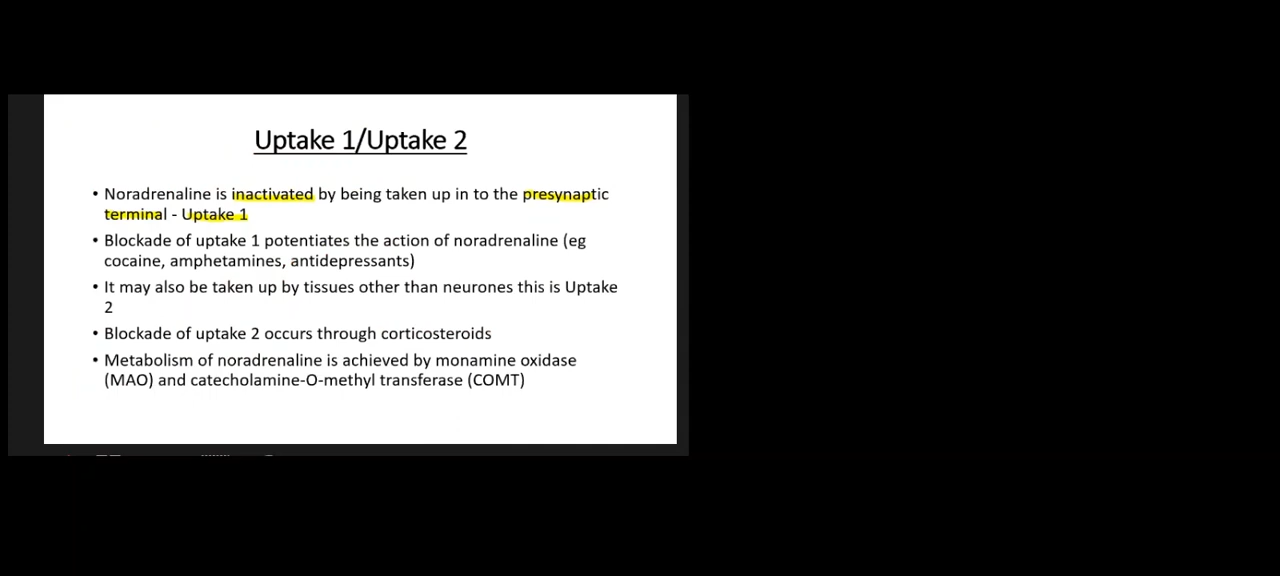 Uptake 1/Uptake 2
• Noradrenaline is inactivated by being taken up in to the presynaptic
terminal - Uptake 1
• Blockade of uptake 1 potentiates the action of noradrenaline (eg
cocaine, amphetamines, antidepressants)
• It may also be taken up by tissues other than neurones this is Uptake
2
• Blockade of uptake 2 occurs through corticosteroids
• Metabolism of noradrenaline is achieved by monamine oxidase
(MAO) and catecholamine-O-methyl transferase (COMT)